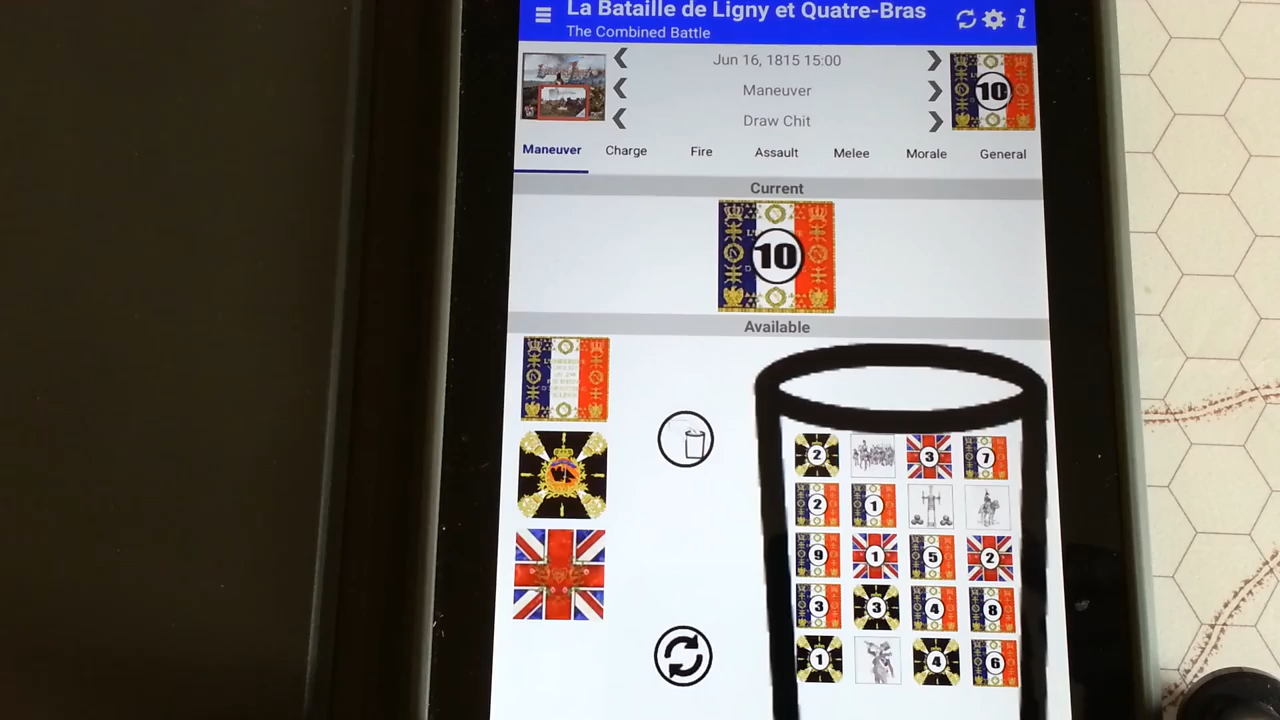 La Bataille de Ligny et Quatre-Bras
The Combined Battle
Jun 16, 1815 15:00
Maneuver
Draw Chit
10
Maneuver Charge Fire Assault Melee Morale General
Current
10
Available
2 3 7
2 1
9 1 5 2
3 3 4 8
1 4 6